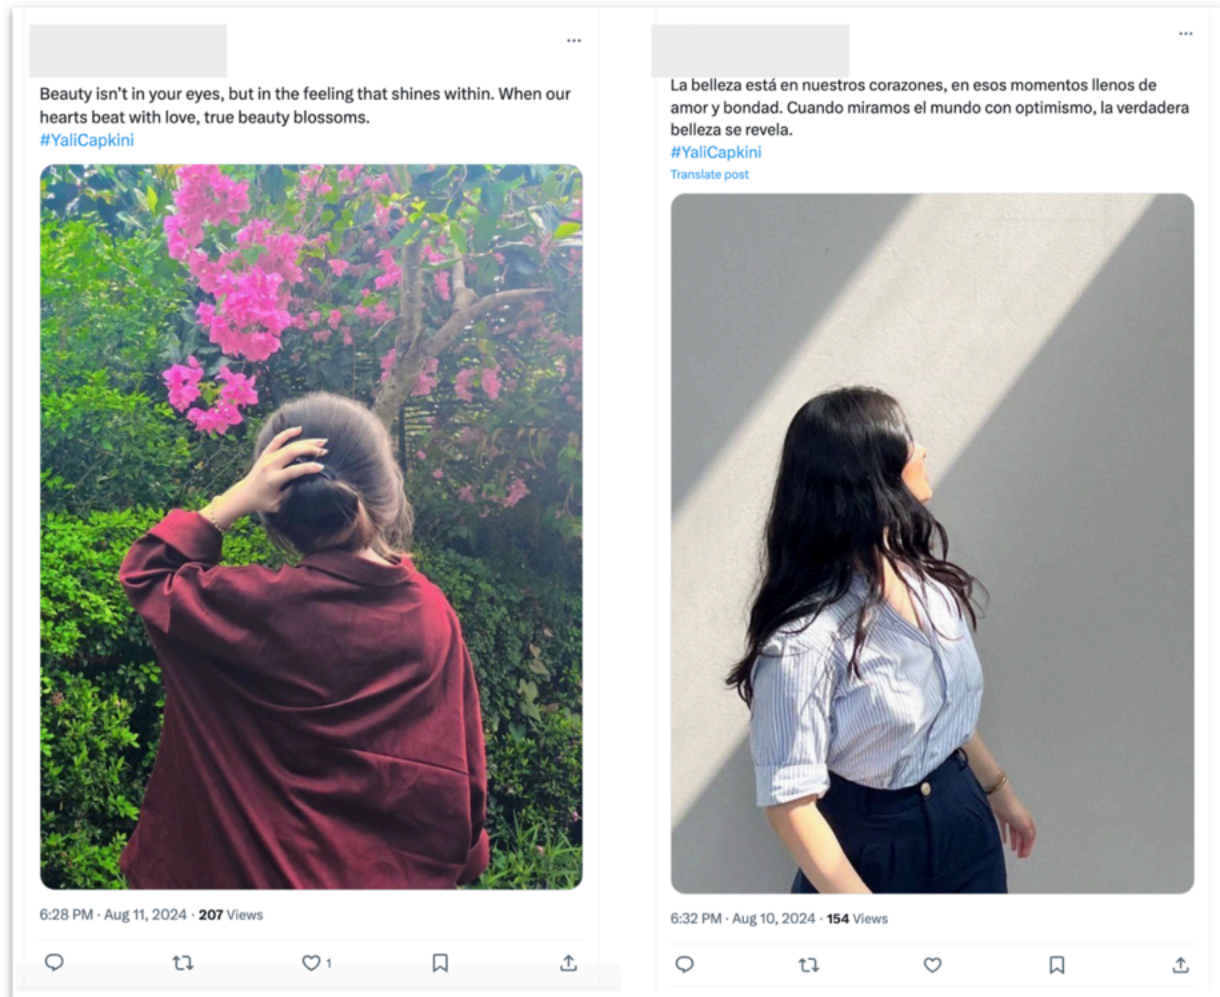 Beauty isn't in your eyes, but in the feeling that shines within. When our
hearts beat with love, true beauty blossoms.
#YaliCapkini
6:28 PM · Aug 11, 2024 · 207 Views
1
La belleza está en nuestros corazones, en esos momentos llenos de
amor y bondad. Cuando miramos el mundo con optimismo, la verdadera
belleza se revela.
#YaliCapkini
Translate post
6:32 PM · Aug 10, 2024 · 154 Views